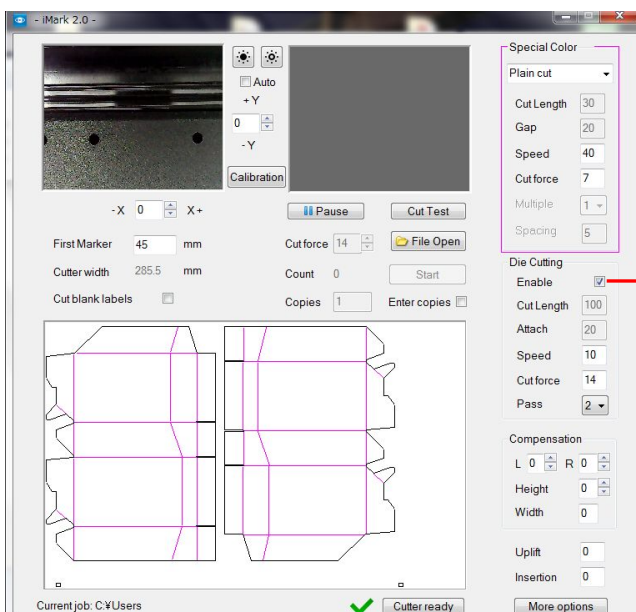 - iMark 2.0 -
Auto
+ Y
0
- Y
Calibration
- X 0 X +
Pause
Cut Test
First Marker 45 mm
Cut force 14
File Open
Cutter width 285.5 mm
Count 0
Start
Cut blank labels
Copies 1
Enter copies
Special Color
Plain cut
Cut Length 30
Gap 20
Speed 40
Cut force 7
Multiple 1
Spacing 5
Die Cutting
Enable
Cut Length 100
Attach 20
Speed 10
Cut force 14
Pass 2
Compensation
L 0 R 0
Height 0
Width 0
Uplift 0
Insertion 0
Current job: C:¥Users
Cutter ready
More options